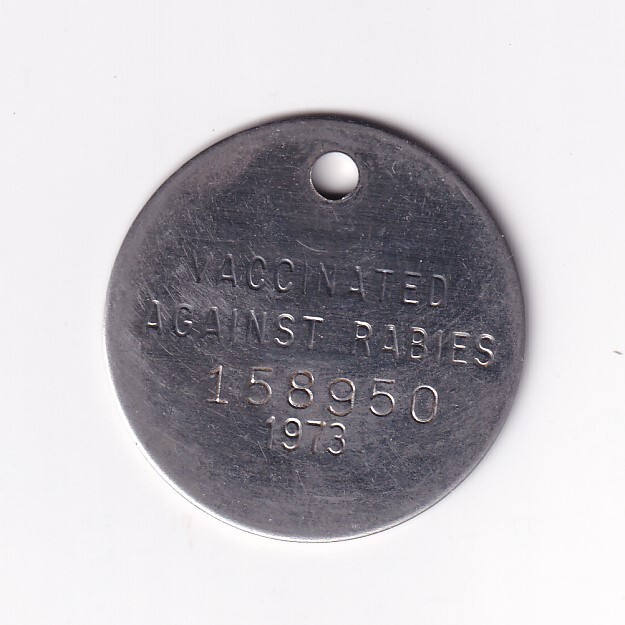 VACCINATED
AGAINST RABIES
158950
1973